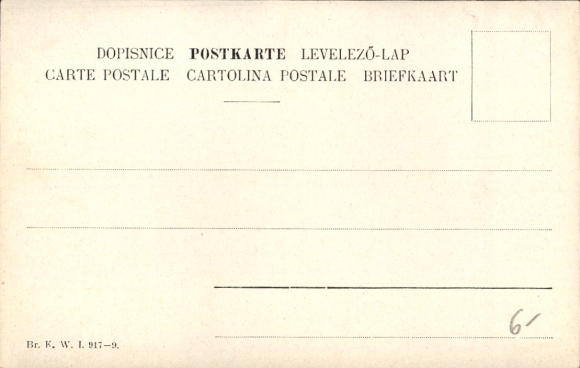 DOPISNICE POSTKARTE LEVELEZŐ-LAP
CARTE POSTALE CARTOLINA POSTALE BRIEFKAART
6-
Br. K. W. I. 917—9.